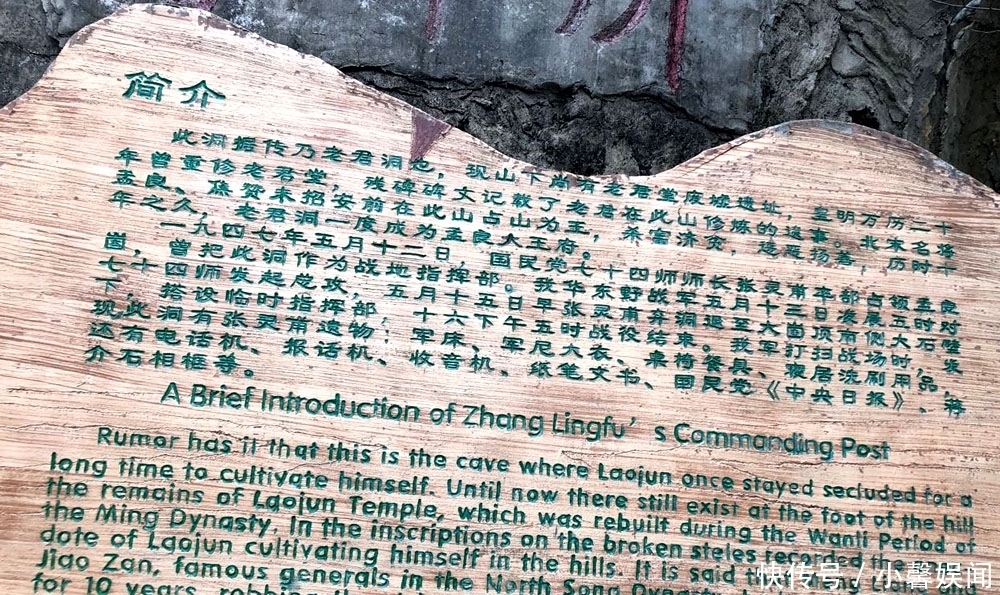 简介
此洞据传乃老君洞也，现山下尚有老君堂废墟遗址，至明万历二十
年曾重修老君堂，残碑碑文记载了老君在此山修炼的逸事。北宋名将
孟良、焦赞未招安前在此山占山为王，杀富济贫，遏恶扬善，历时十
年之久，老君洞一度成为孟良大王府。
一九四七年五月十二日，国民党七十四师师长张灵甫率部占领孟良
崮，曾把此洞作为战地指挥部。我华东野战军五月十三日凌晨五时对
七十四师发起总攻，五月十五日早张灵甫弃洞退至大崮顶南侧大石嘴
下，搭设临时指挥部；十六下午五时战役结束。我军打扫战场时，发
现此洞有张灵甫遗物：军床、军尼大衣、桌椅餐具、寝居洗刷用品，
还有电话机、报话机、收音机、纸笔文书、国民党《中央日报》、蒋
介石相框等。
A Brief Introduction of Zhang Lingfu's Commanding Post
Rumor has it that this is the cave where Laojun once stayed secluded for a
long time to cultivate himself. Until now there still exist at the foot of the hill
the remains of Laojun Temple, which was rebuilt during the Wanli Period of
the Ming Dynasty. In the inscriptions on the broken steles recorded the anec
dote of Laojun cultivating himself in the hills. It is said that Meng Liang and
Jiao Zan, famous generals in the North Song Dynasty,
for 10 years, robbing the
快传号 / 小馨娱闻